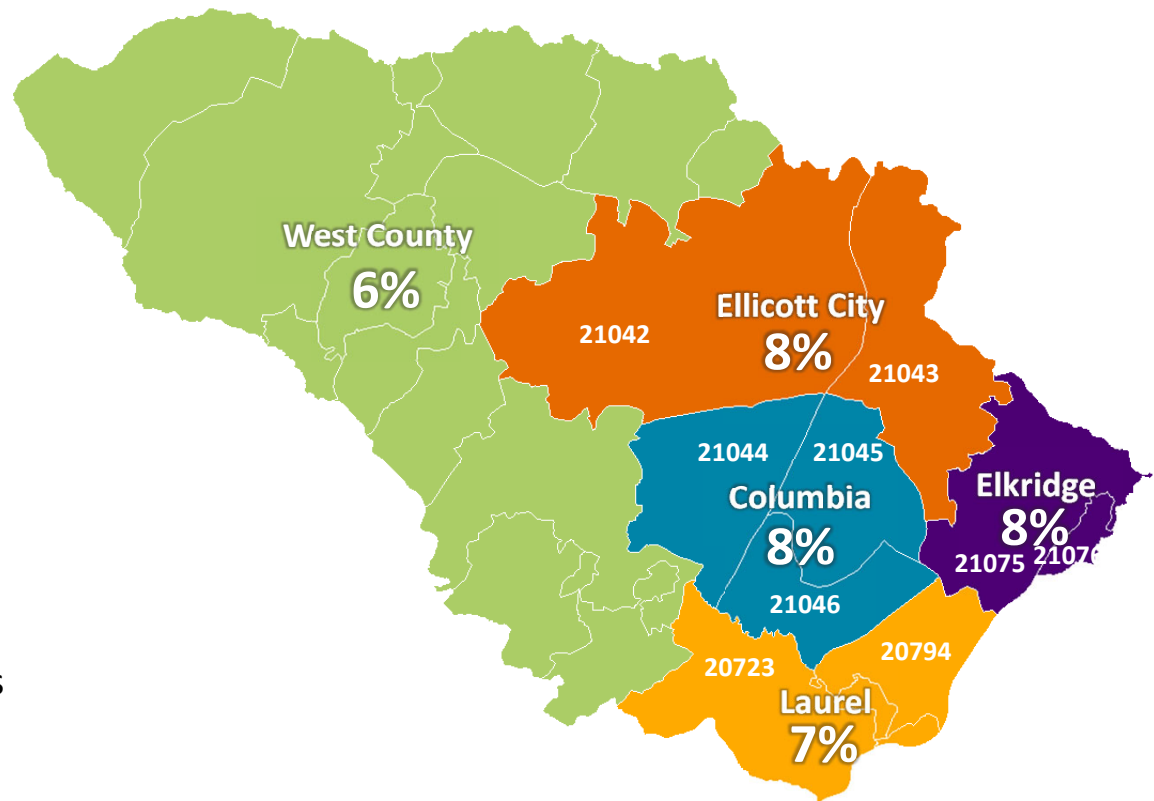 West County
6%
Ellicott City
8%
21042
21043
21044
21045
Columbia
8%
21046
Elkridge
8%
21075
21076
20723
20794
Laurel
7%
s